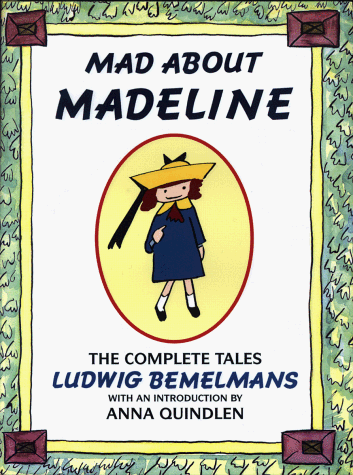 MAD ABOUT
MADELINE
THE COMPLETE TALES
LUDWIG BEMELMANS
WITH AN INTRODUCTION BY
ANNA QUINDLEN